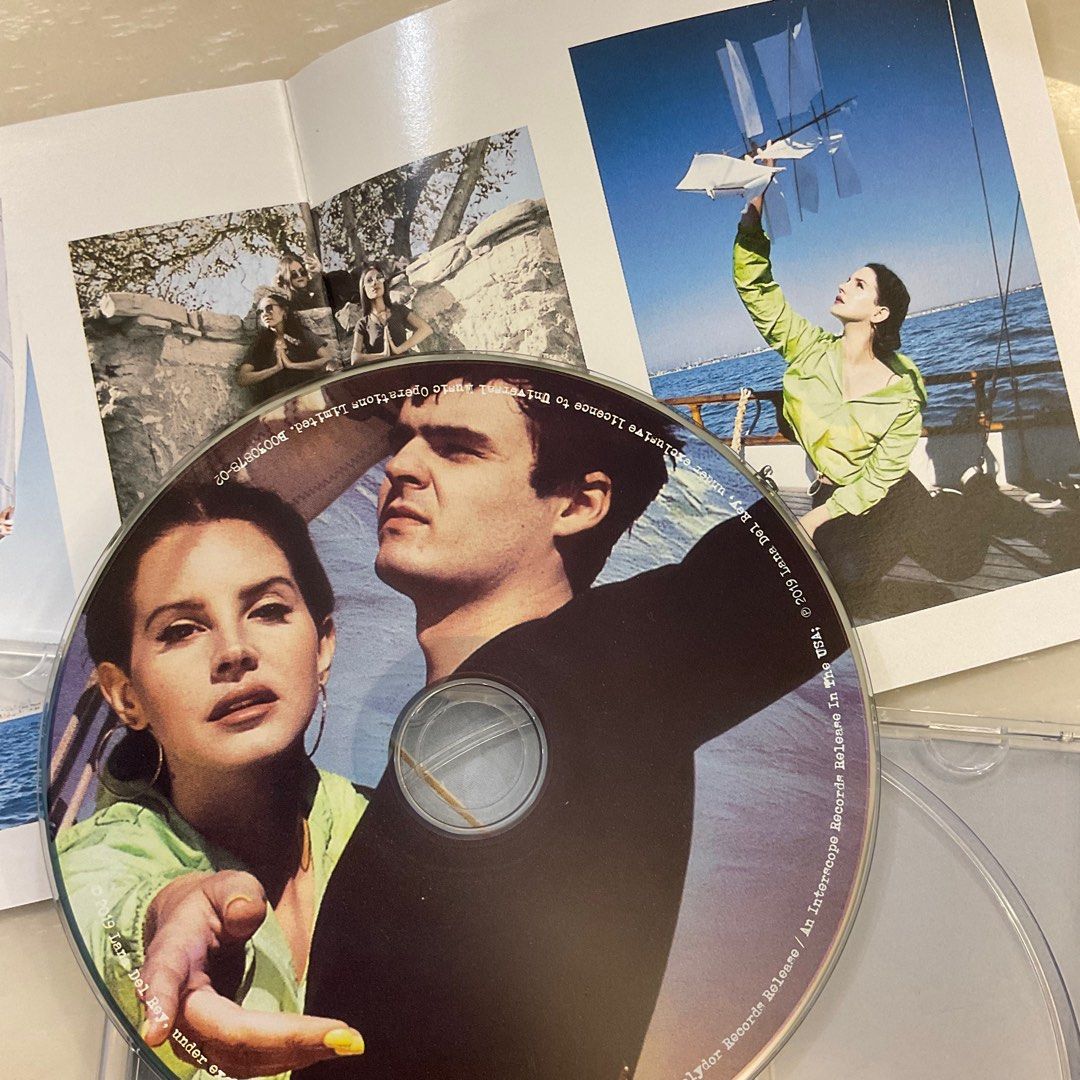 © 2019 Lana Del Rey, under ex
lydor Records Release / An Interscope Records Release In The USA; ℗ 2019 Lana Del Rey, under exclusive licence to Universal Music Operations Limited. B0030878-02